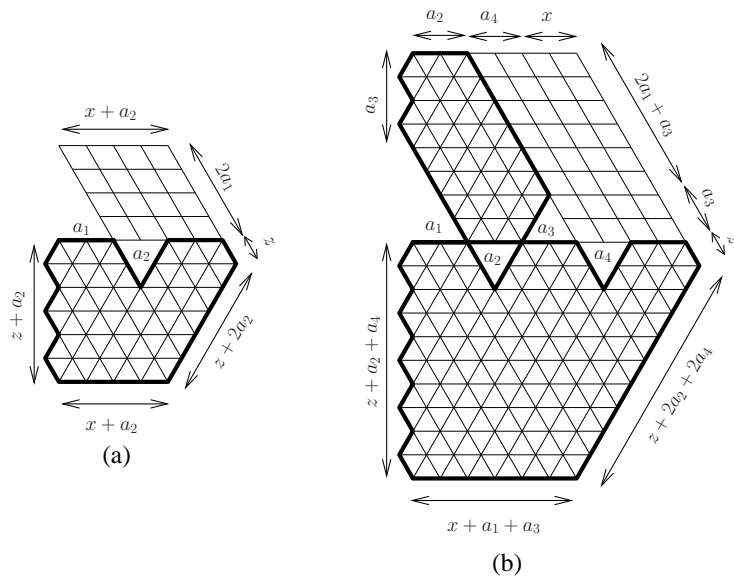 x + a₂
2a₁
z
a₁
a₂
z + a₂
z + 2a₂
x + a₂
(a)
a₂ a₄ x
a₃
2a₁ + a₃
a₃
z
a₁ a₃
a₂ a₄
z + a₂ + a₄
z + 2a₂ + 2a₄
x + a₁ + a₃
(b)